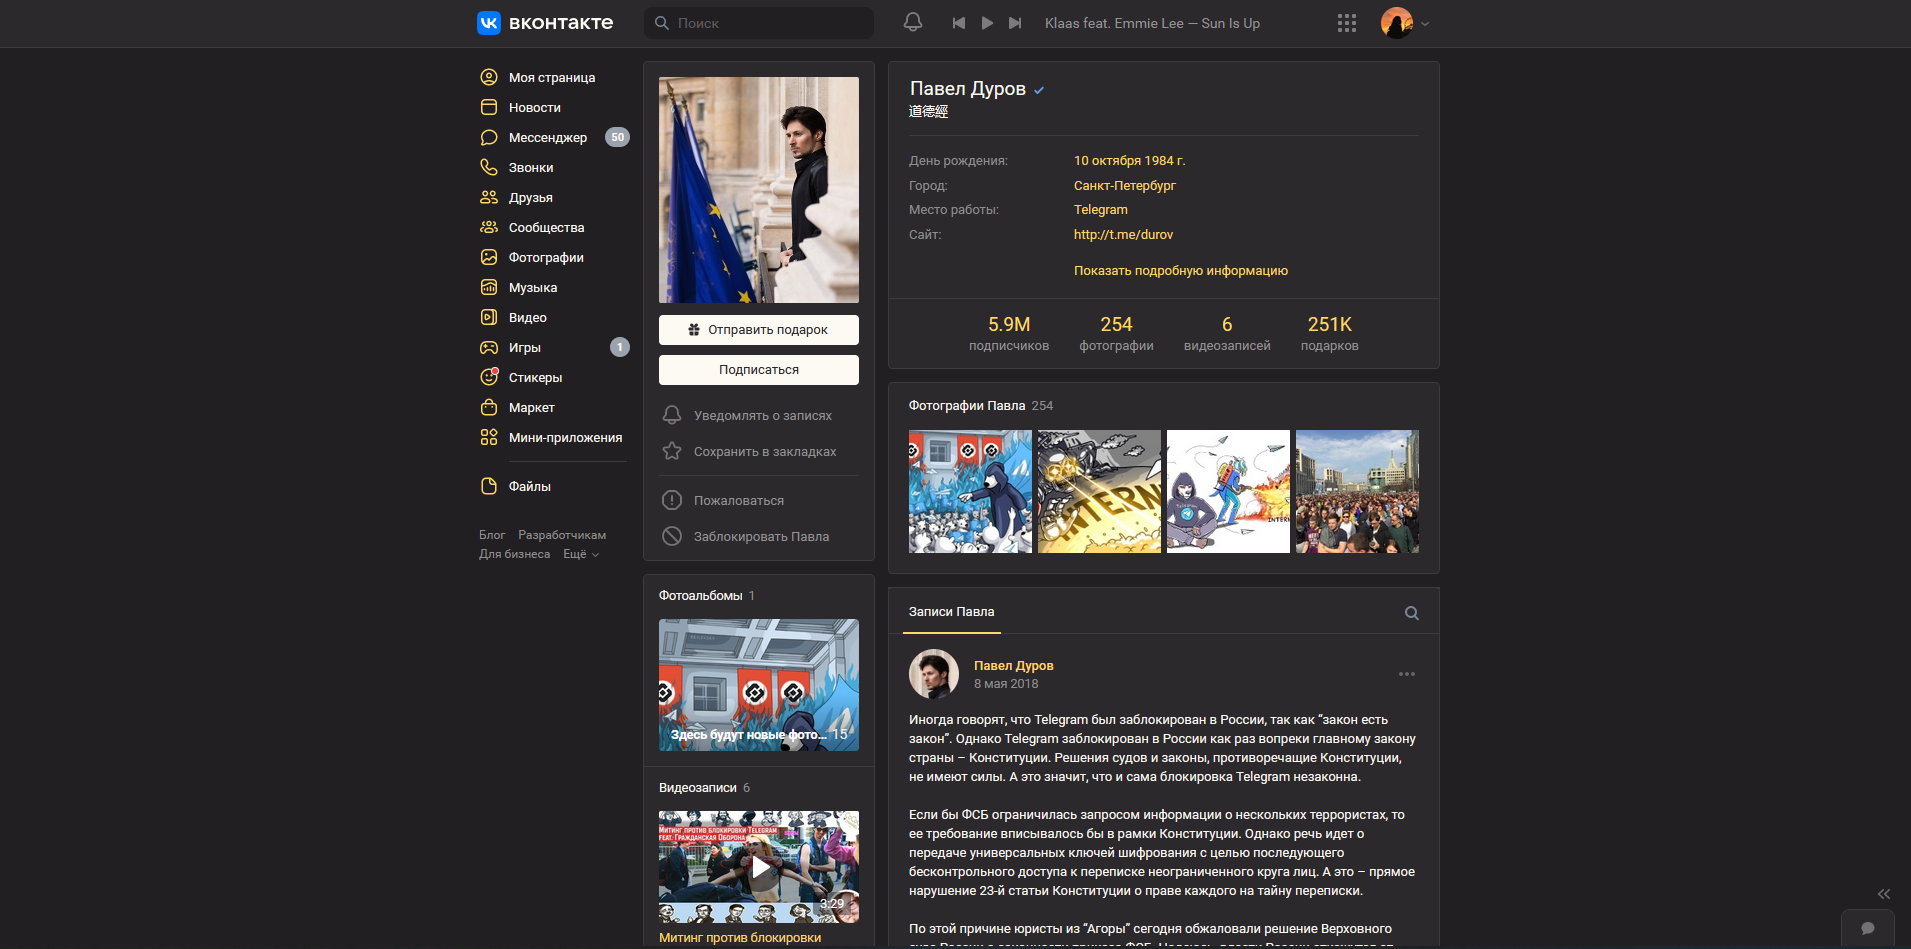 вконтакте
Поиск
Klaas feat. Emmie Lee — Sun Is Up
Моя страница
Новости
Мессенджер 50
Звонки
Друзья
Сообщества
Фотографии
Музыка
Видео
Игры 1
Стикеры
Маркет
Мини-приложения
Файлы
Блог Разработчикам
Для бизнеса Ещё
Отправить подарок
Подписаться
Уведомлять о записях
Сохранить в закладках
Пожаловаться
Заблокировать Павла
Фотоальбомы 1
Здесь будут новые фото... 15
Видеозаписи 6
Митинг против блокировки Telegram
feat. Гражданская Оборона
3:29
Митинг против блокировки
Павел Дуров
道德經
День рождения: 10 октября 1984 г.
Город: Санкт-Петербург
Место работы: Telegram
Сайт: http://t.me/durov
Показать подробную информацию
5.9M 254 6 251K
подписчиков фотографии видеозаписей подарков
Фотографии Павла 254
INTERN
INTERN
Записи Павла
Павел Дуров
8 мая 2018
Иногда говорят, что Telegram был заблокирован в России, так как “закон есть
закон”. Однако Telegram заблокирован в России как раз вопреки главному закону
страны – Конституции. Решения судов и законы, противоречащие Конституции,
не имеют силы. А это значит, что и сама блокировка Telegram незаконна.
Если бы ФСБ ограничилась запросом информации о нескольких террористах, то
ее требование вписывалось бы в рамки Конституции. Однако речь идет о
передаче универсальных ключей шифрования с целью последующего
бесконтрольного доступа к переписке неограниченного круга лиц. А это – прямое
нарушение 23-й статьи Конституции о праве каждого на тайну переписки.
По этой причине юристы из “Агоры” сегодня обжаловали решение Верховного